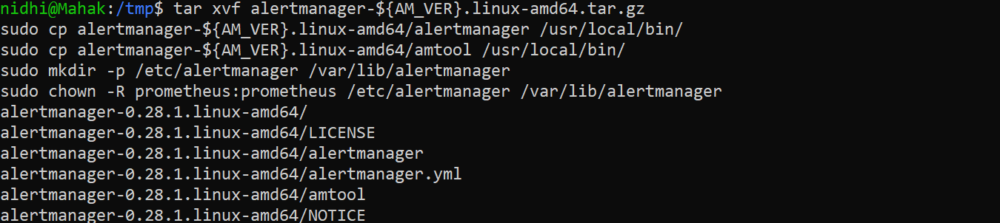 nidhi@Mahak:/tmp$ tar xvf alertmanager-${AM_VER}.linux-amd64.tar.gz
sudo cp alertmanager-${AM_VER}.linux-amd64/alertmanager /usr/local/bin/
sudo cp alertmanager-${AM_VER}.linux-amd64/amtool /usr/local/bin/
sudo mkdir -p /etc/alertmanager /var/lib/alertmanager
sudo chown -R prometheus:prometheus /etc/alertmanager /var/lib/alertmanager
alertmanager-0.28.1.linux-amd64/
alertmanager-0.28.1.linux-amd64/LICENSE
alertmanager-0.28.1.linux-amd64/alertmanager
alertmanager-0.28.1.linux-amd64/alertmanager.yml
alertmanager-0.28.1.linux-amd64/amtool
alertmanager-0.28.1.linux-amd64/NOTICE